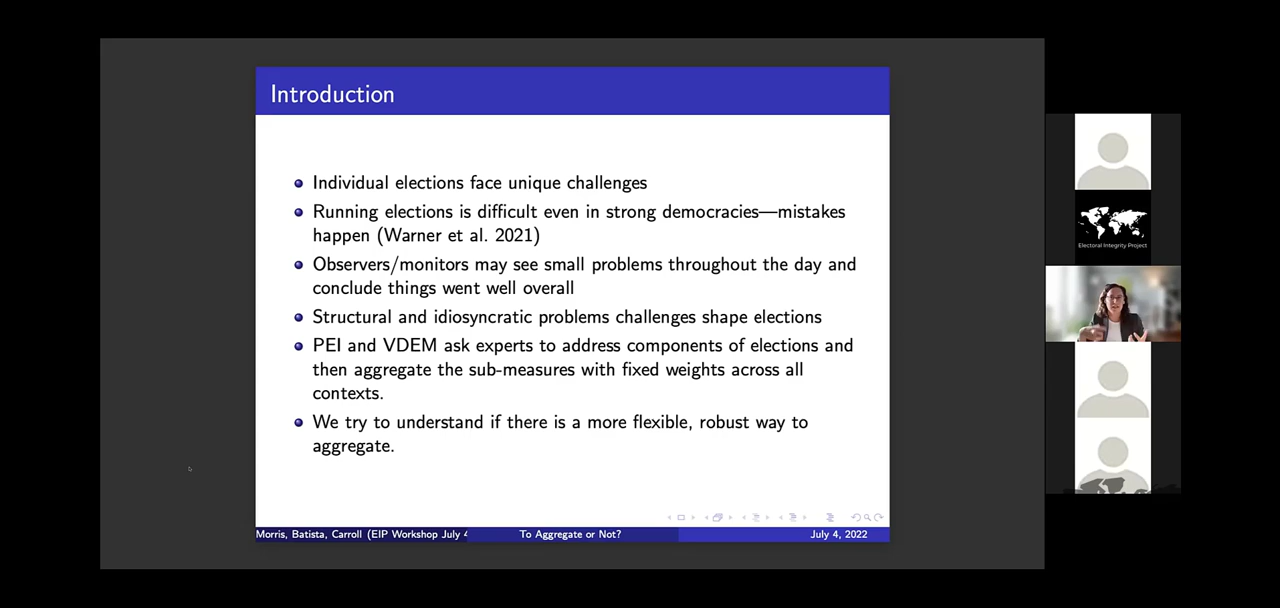 Introduction
Individual elections face unique challenges
Running elections is difficult even in strong democracies—mistakes
happen (Warner et al. 2021)
Observers/monitors may see small problems throughout the day and
conclude things went well overall
Structural and idiosyncratic problems challenges shape elections
PEI and VDEM ask experts to address components of elections and
then aggregate the sub-measures with fixed weights across all
contexts.
We try to understand if there is a more flexible, robust way to
aggregate.
Morris, Batista, Carroll (EIP Workshop July 4
To Aggregate or Not?
July 4, 2022
Electoral Integrity Project